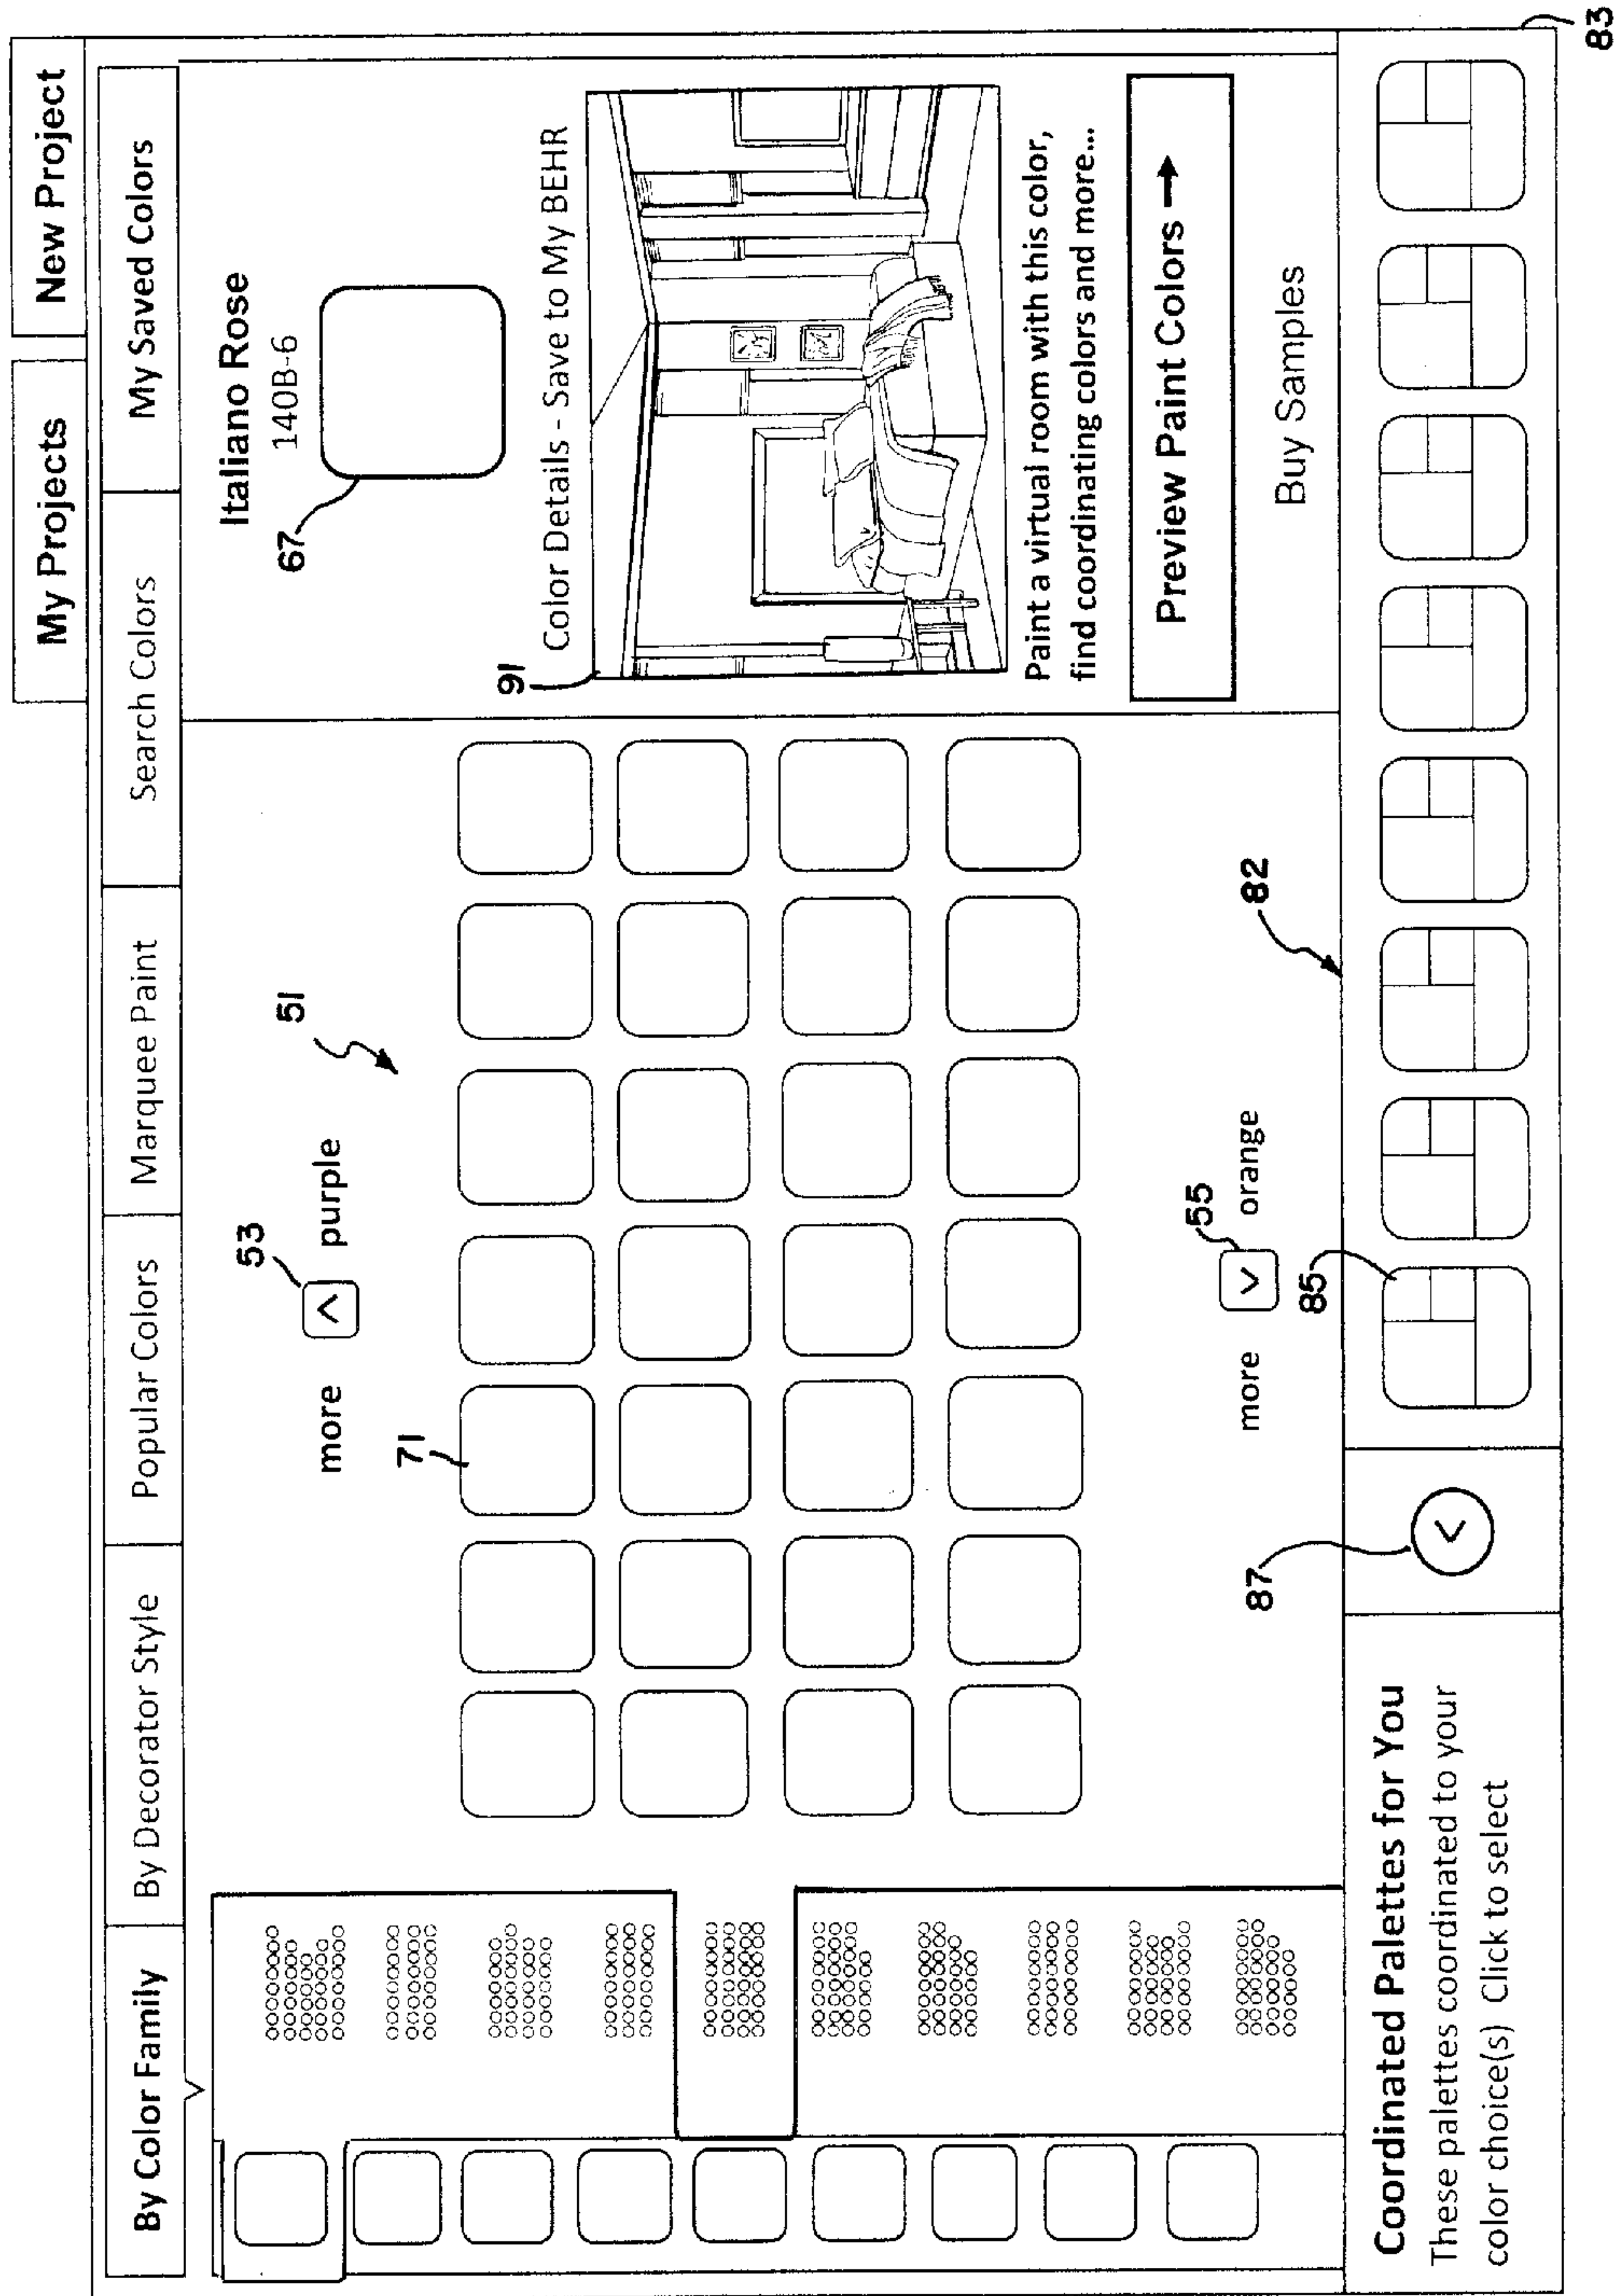 My Projects
New Project
By Color Family
By Decorator Style
Popular Colors
Marquee Paint
Search Colors
My Saved Colors
53
more ^ purple
51
71
Italiano Rose
140B-6
67
Color Details - Save to My BEHR
91
Paint a virtual room with this color,
find coordinating colors and more...
Preview Paint Colors →
Buy Samples
55
more v orange
82
Coordinated Palettes for You
These palettes coordinated to your
color choice(s) Click to select
87
<
85
83